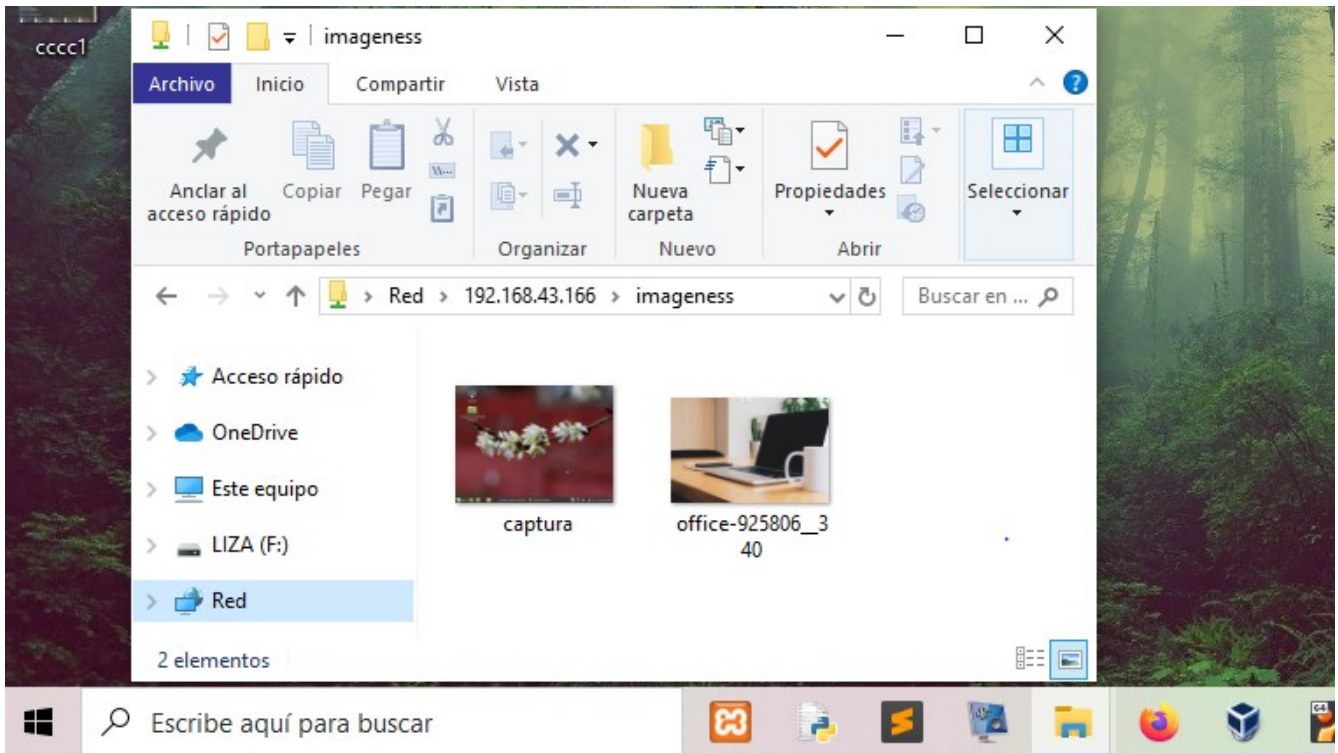 cccc1
imageness
Archivo Inicio Compartir Vista
Anclar al
acceso rápido
Copiar
Pegar
Nueva
carpeta
Propiedades
Seleccionar
Portapapeles Organizar Nuevo Abrir
Red > 192.168.43.166 > imageness
Buscar en ...
Acceso rápido
OneDrive
Este equipo
LIZA (F:)
Red
captura
office-925806__3
40
2 elementos
Escribe aquí para buscar
64